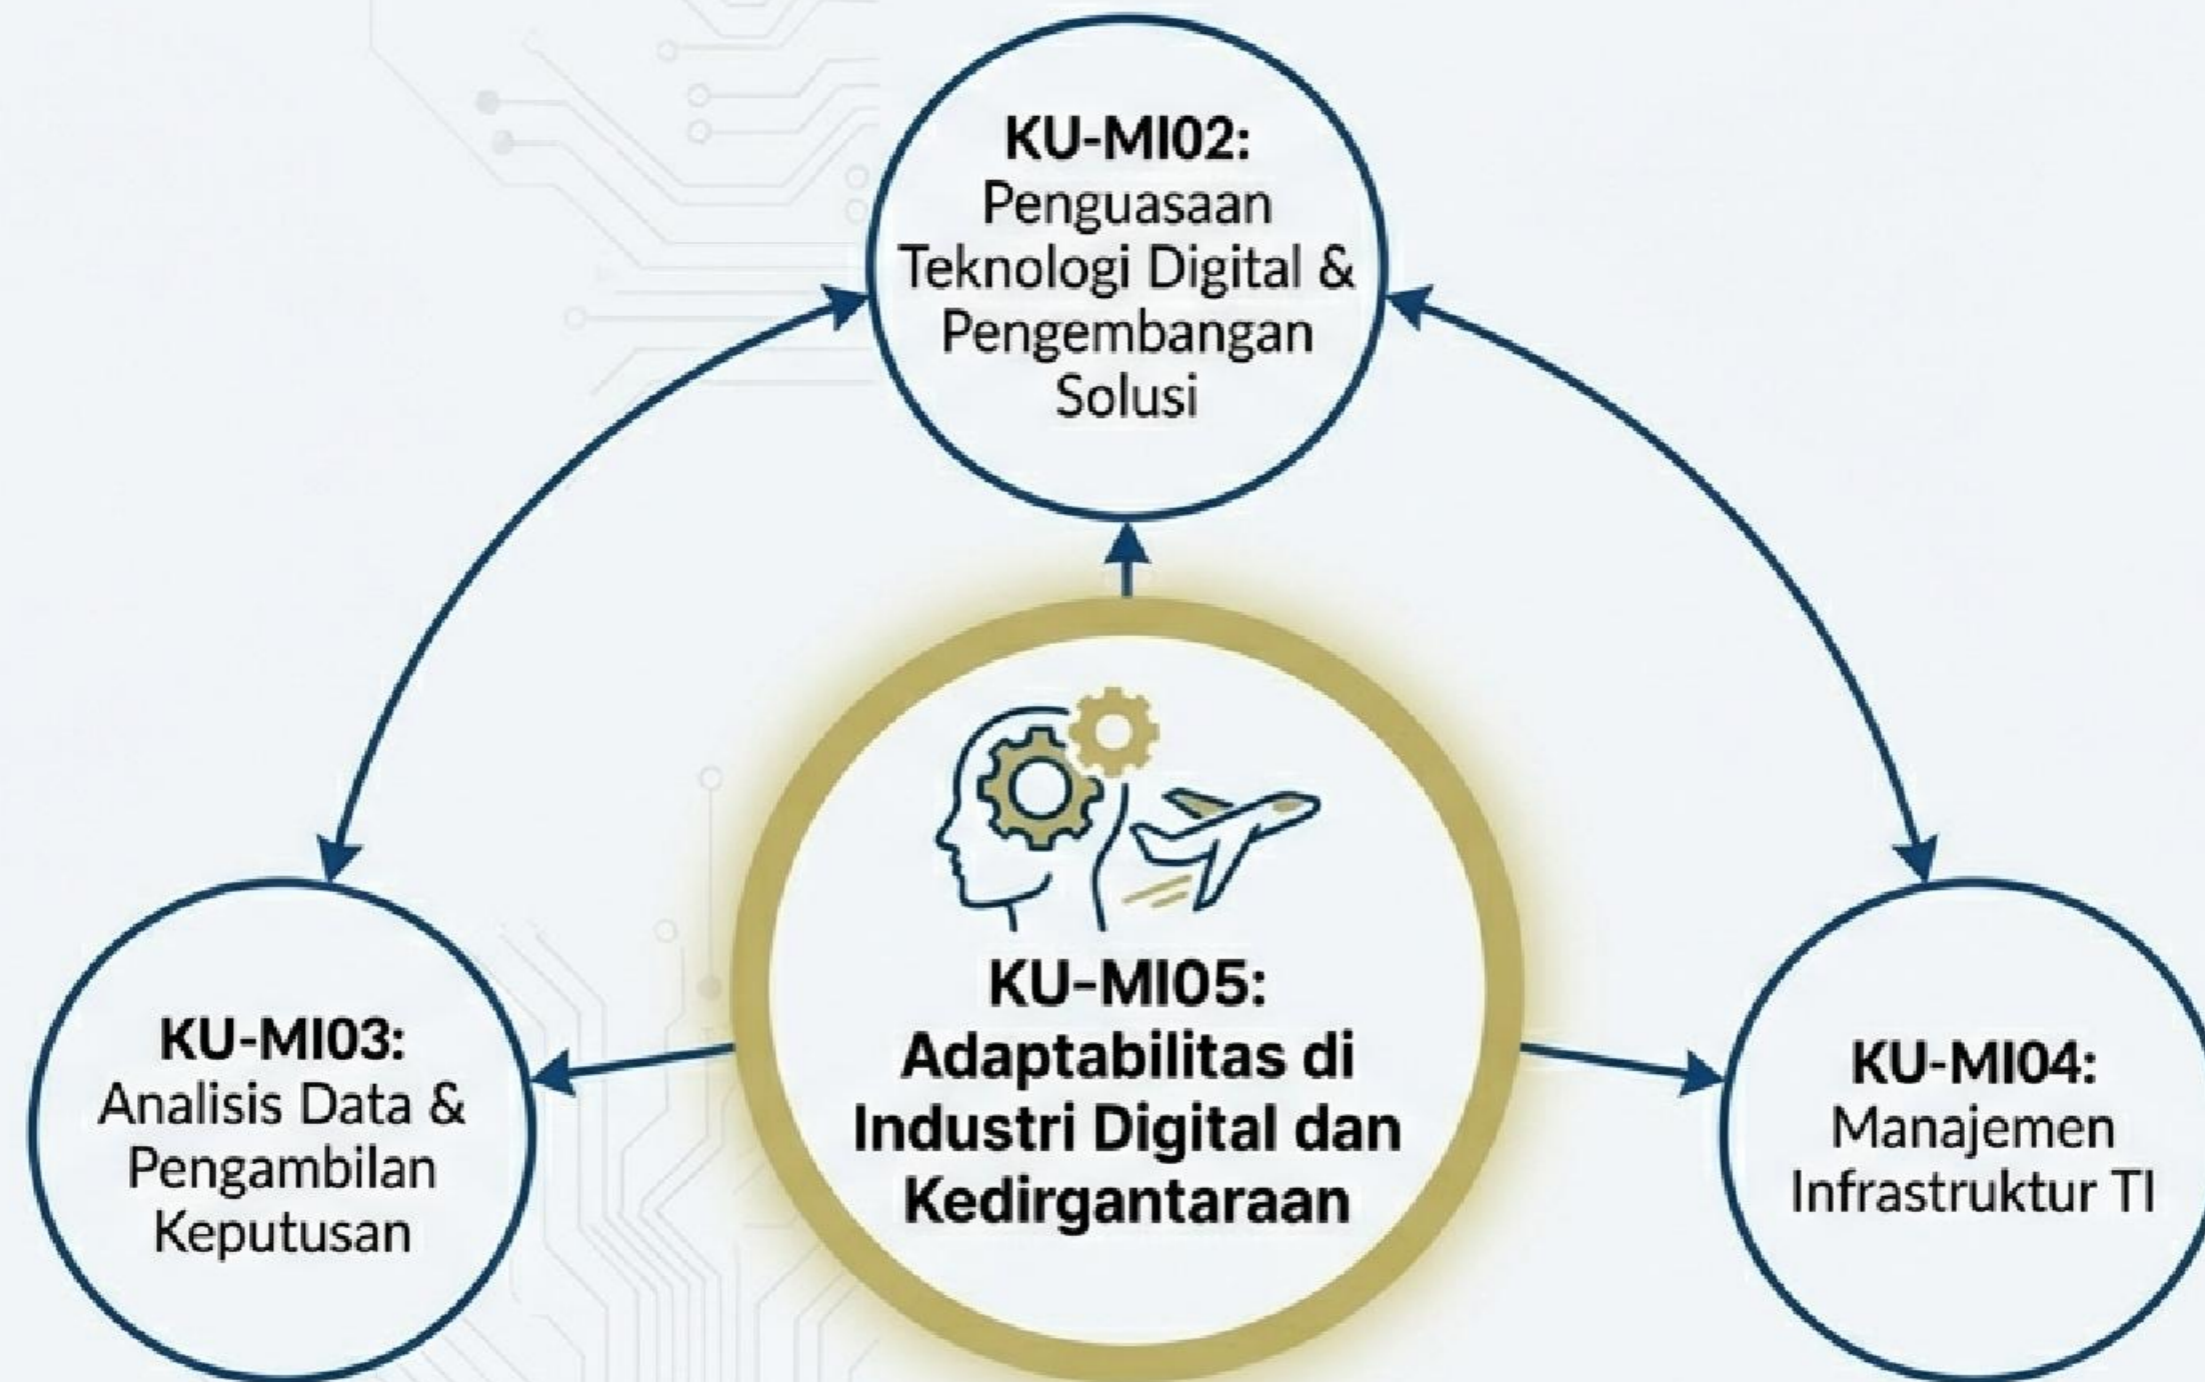 KU-MI02:
Penguasaan
Teknologi Digital &
Pengembangan
Solusi
KU-MI05:
Adaptabilitas di
Industri Digital dan
Kedirgantaraan
KU-MI03:
Analisis Data &
Pengambilan
Keputusan
KU-MI04:
Manajemen
Infrastruktur TI